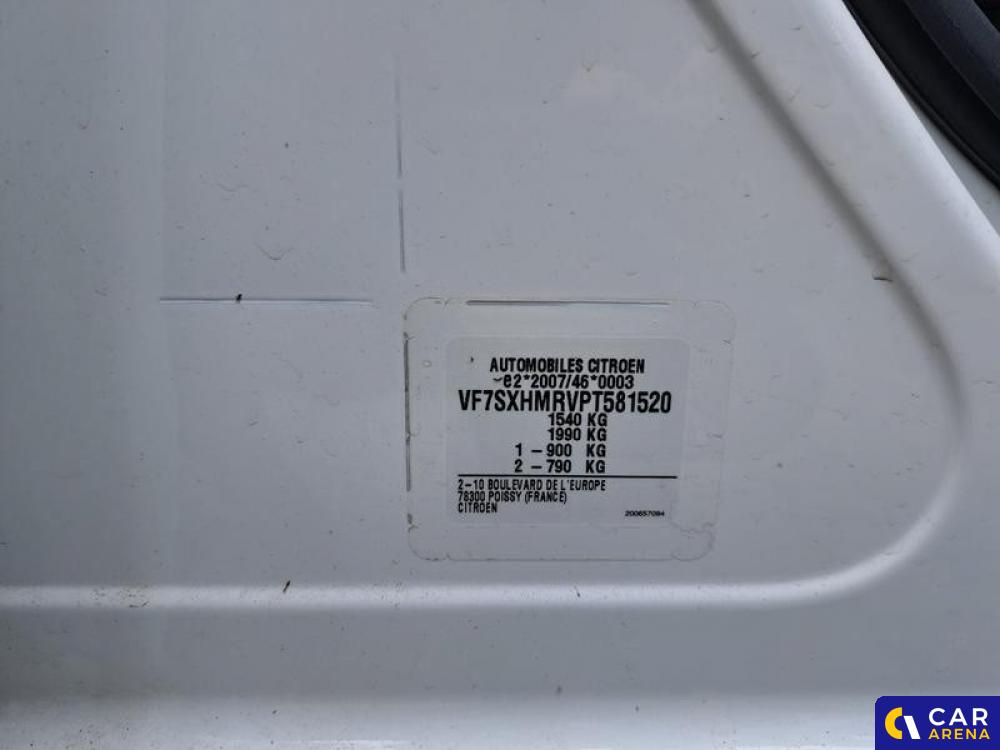 AUTOMOBILES CITROEN
e2*2007/46*0003
VF7SXHMRVPT581520
1540 KG
1990 KG
1 - 900 KG
2 - 790 KG
2-10 BOULEVARD DE L'EUROPE
78300 POISSY (FRANCE)
CITROEN
200657094
CAR
ARENA